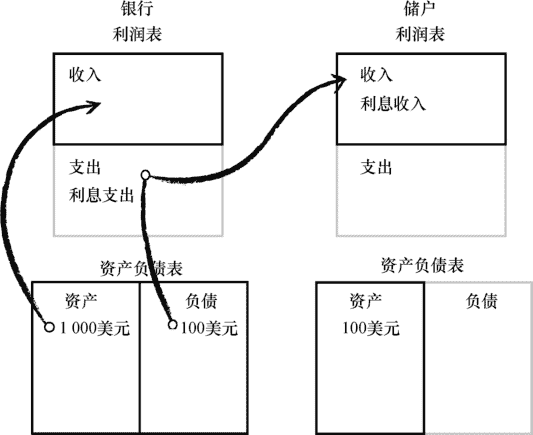 银行
利润表
收入
支出
利息支出
资产负债表
资产
1 000美元
负债
100美元
储户
利润表
收入
利息收入
支出
资产负债表
资产
100美元
负债